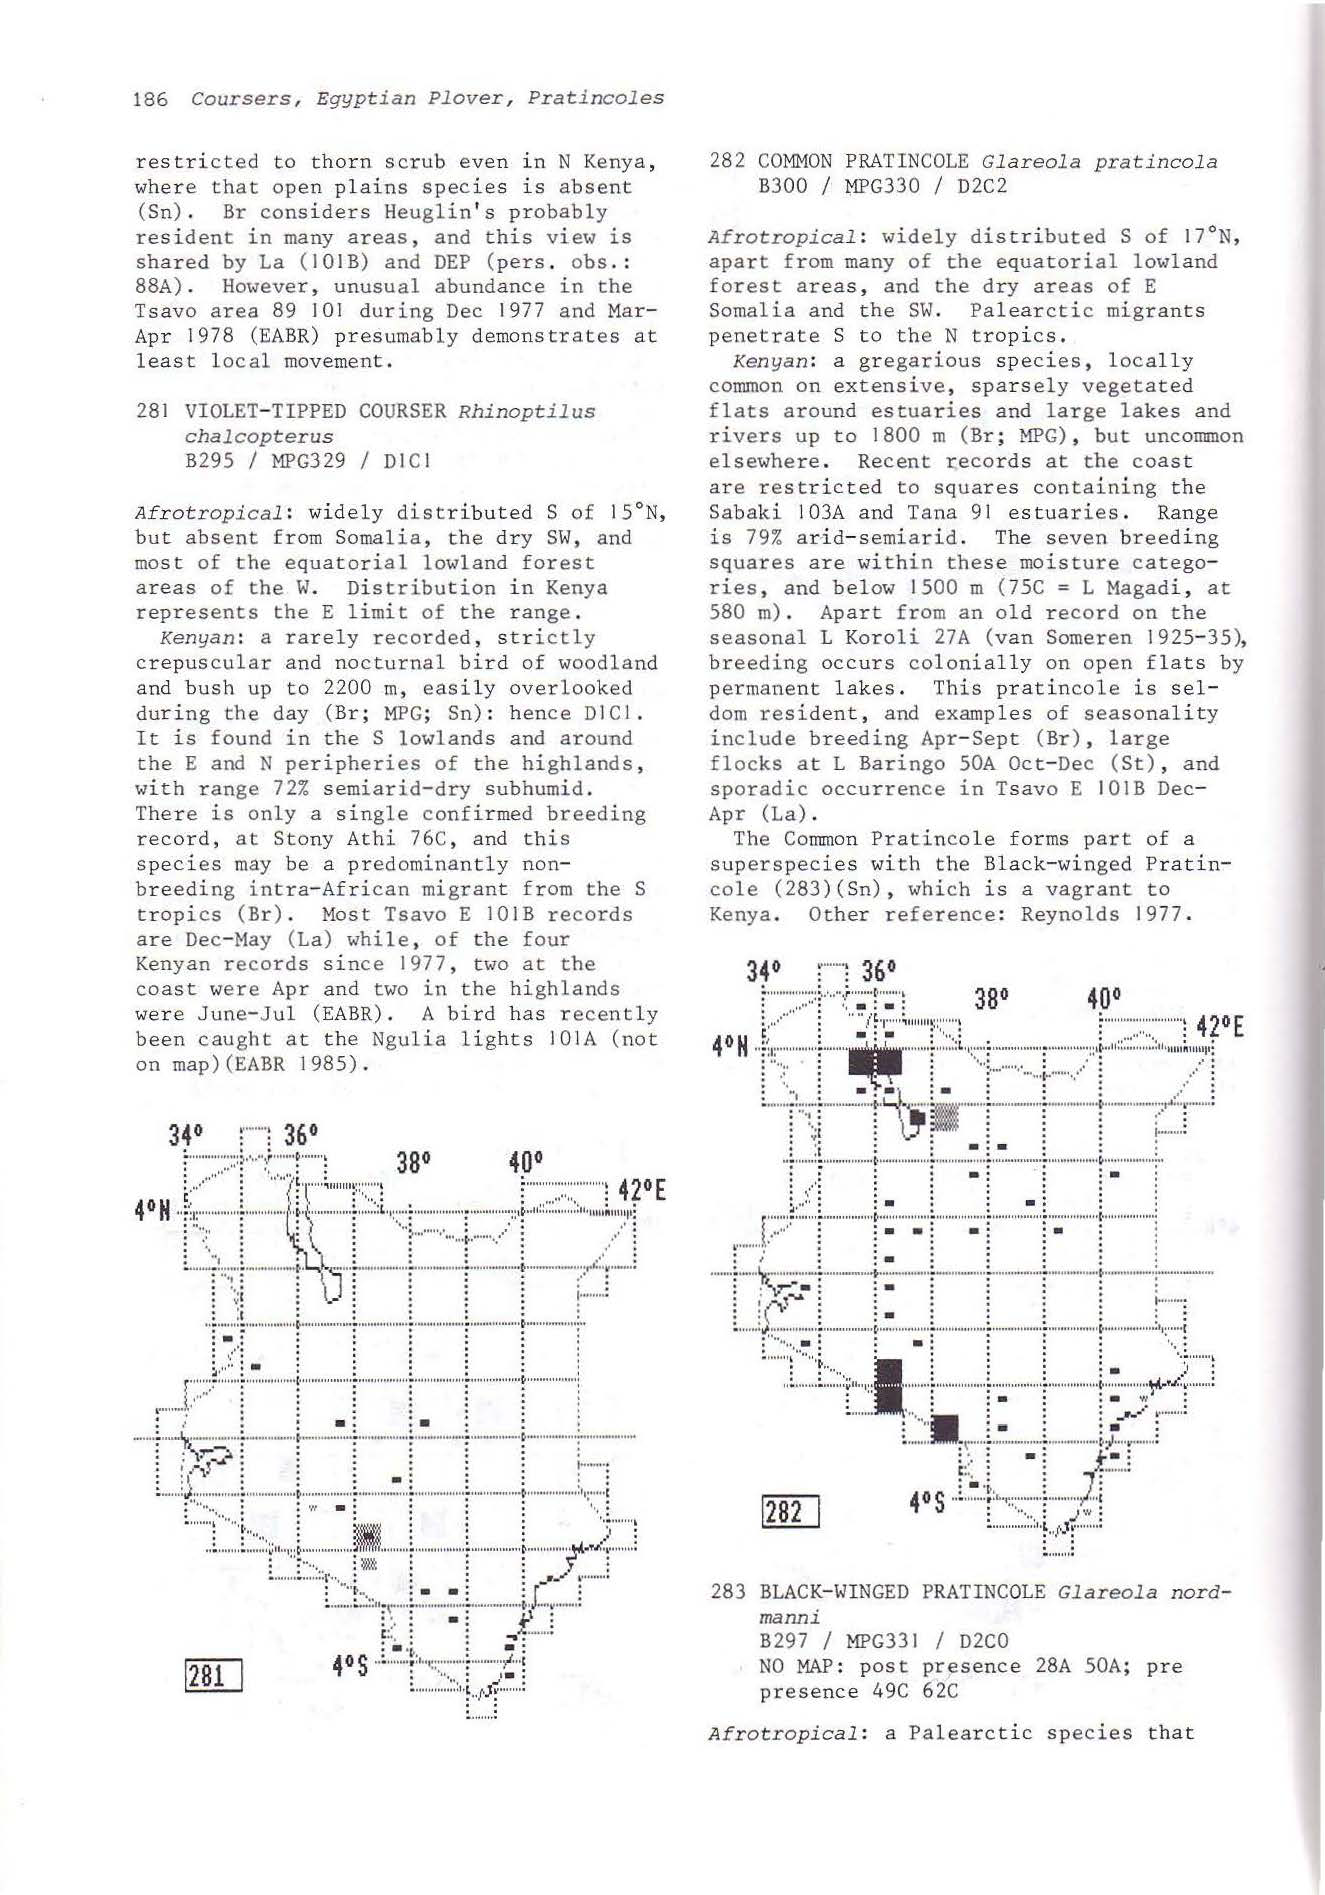 186 Coursers, Egyptian Plover, Pratincoles
restricted to thorn scrub even in N Kenya,
where that open plains species is absent
(Sn). Br considers Heuglin's probably
resident in many areas, and this view is
shared by La (101B) and DEP (pers. obs.:
88A). However, unusual abundance in the
Tsavo area 89 101 during Dec 1977 and Mar-
Apr 1978 (EABR) presumably demonstrates at
least local movement.
281 VIOLET-TIPPED COURSER Rhinoptilus
chalcopterus
B295 / MPG329 / D1C1
Afrotropical: widely distributed S of 15°N,
but absent from Somalia, the dry SW, and
most of the equatorial lowland forest
areas of the W. Distribution in Kenya
represents the E limit of the range.
Kenyan: a rarely recorded, strictly
crepuscular and nocturnal bird of woodland
and bush up to 2200 m, easily overlooked
during the day (Br; MPG; Sn): hence D1C1.
It is found in the S lowlands and around
the E and N peripheries of the highlands,
with range 72% semiarid-dry subhumid.
There is only a single confirmed breeding
record, at Stony Athi 76C, and this
species may be a predominantly non-
breeding intra-African migrant from the S
tropics (Br). Most Tsavo E 101B records
are Dec-May (La) while, of the four
Kenyan records since 1977, two at the
coast were Apr and two in the highlands
were June-Jul (EABR). A bird has recently
been caught at the Ngulia lights 101A (not
on map)(EABR 1985).
34° 36°
38° 40°
42°E
4°N
4°S
281
282 COMMON PRATINCOLE Glareola pratincola
B300 / MPG330 / D2C2
Afrotropical: widely distributed S of 17°N,
apart from many of the equatorial lowland
forest areas, and the dry areas of E
Somalia and the SW. Palearctic migrants
penetrate S to the N tropics.
Kenyan: a gregarious species, locally
common on extensive, sparsely vegetated
flats around estuaries and large lakes and
rivers up to 1800 m (Br; MPG), but uncommon
elsewhere. Recent records at the coast
are restricted to squares containing the
Sabaki 103A and Tana 91 estuaries. Range
is 79% arid-semiarid. The seven breeding
squares are within these moisture catego-
ries, and below 1500 m (75C = L Magadi, at
580 m). Apart from an old record on the
seasonal L Koroli 27A (van Someren 1925-35),
breeding occurs colonially on open flats by
permanent lakes. This pratincole is sel-
dom resident, and examples of seasonality
include breeding Apr-Sept (Br), large
flocks at L Baringo 50A Oct-Dec (St), and
sporadic occurrence in Tsavo E 101B Dec-
Apr (La).
The Common Pratincole forms part of a
superspecies with the Black-winged Pratin-
cole (283)(Sn), which is a vagrant to
Kenya. Other reference: Reynolds 1977.
34° 36°
38° 40°
42°E
4°N
4°S
282
283 BLACK-WINGED PRATINCOLE Glareola nord-
manni
B297 / MPG331 / D2C0
NO MAP: post presence 28A 50A; pre
presence 49C 62C
Afrotropical: a Palearctic species that